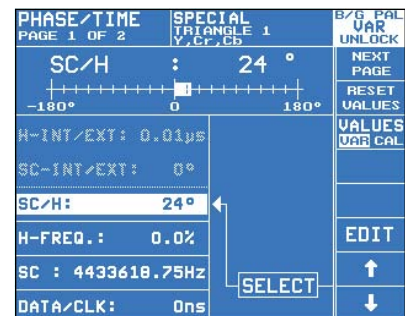 PHASE/TIME
PAGE 1 OF 2
SPECIAL
TRIANGLE 1
Y,Cr,Cb
B/G PAL
VAR
UNLOCK
SC/H : 24 °
-180° 0 180°
NEXT
PAGE
RESET
VALUES
VALUES
VAR CAL
H-INT/EXT: 0.01µs
SC-INT/EXT: 0°
SC/H: 24°
H-FREQ.: 0.0%
SC : 4433618.75Hz
DATA/CLK: 0ns
SELECT
EDIT